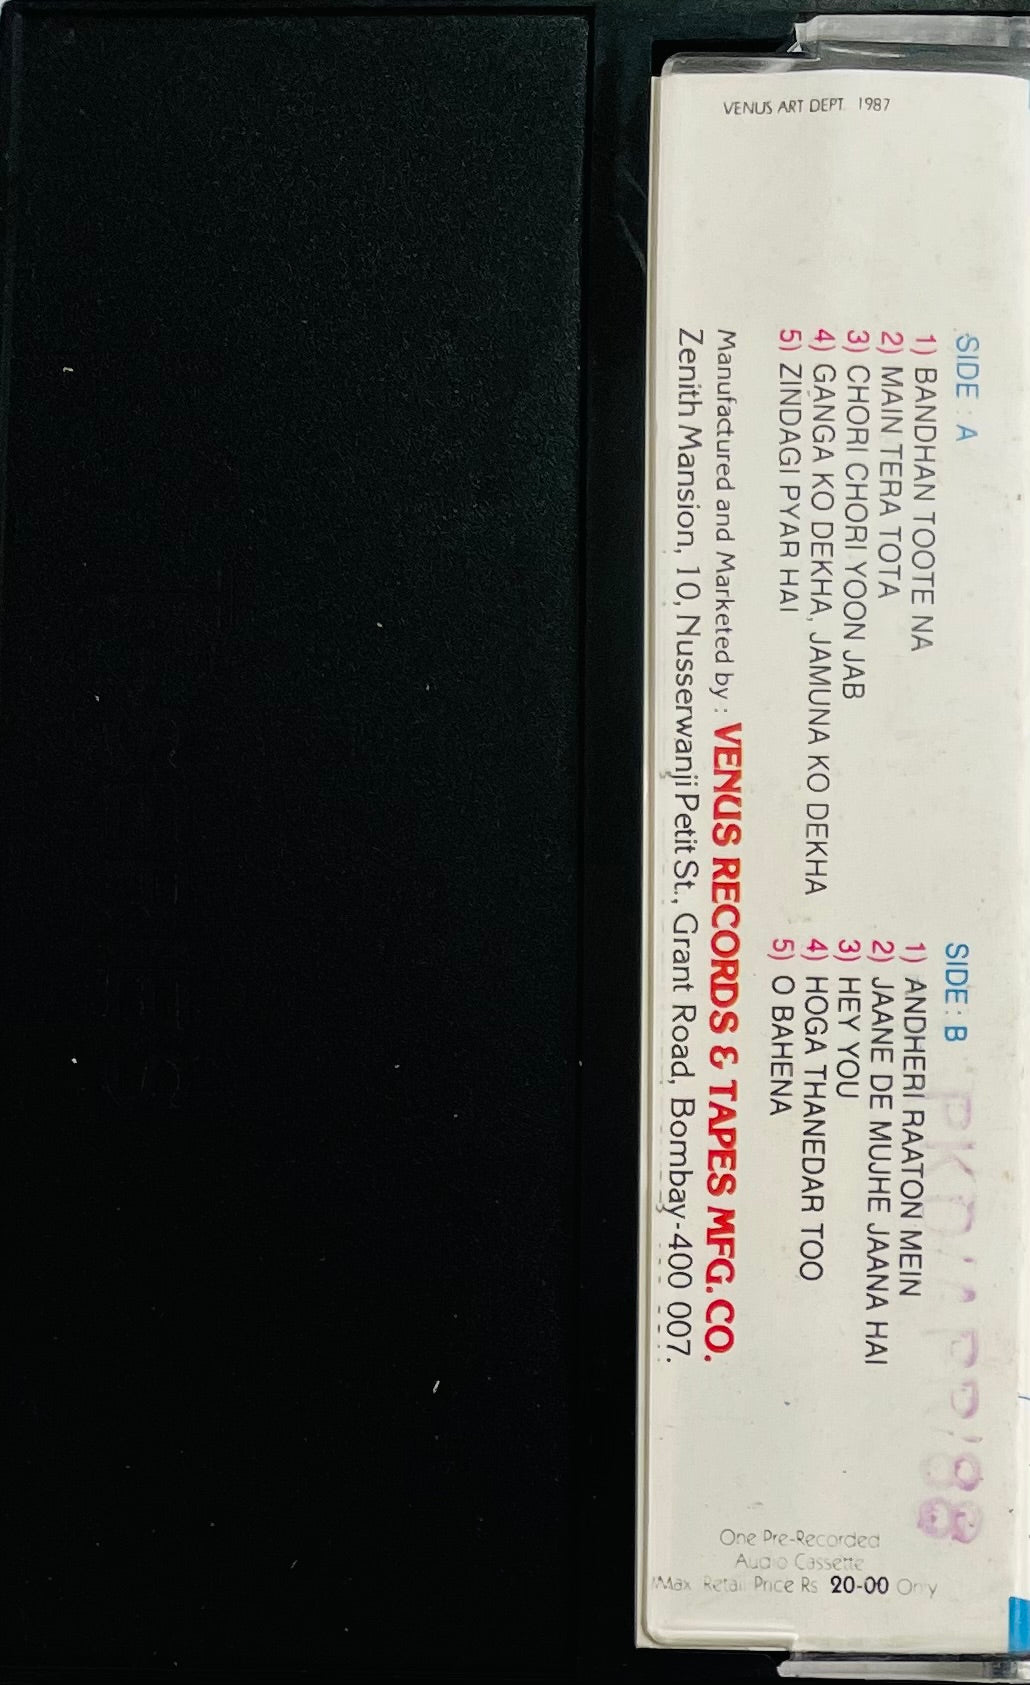 VENUS ART DEPT. 1987
SIDE : A
1) BANDHAN TOOTE NA
2) MAIN TERA TOTA
3) CHORI CHORI YOON JAB
4) GANGA KO DEKHA, JAMUNA KO DEKHA
5) ZINDAGI PYAR HAI
SIDE : B
1) ANDHERI RAATON MEIN
2) JAANE DE MUJHE JAANA HAI
3) HEY YOU
4) HOGA THANEDAR TOO
5) O BAHENA
Manufactured and Marketed by : VENUS RECORDS & TAPES MFG. CO.
Zenith Mansion, 10, Nusserwanji Petit St., Grant Road, Bombay-400 007.
One Pre-Recorded
Audio Cassette
Max Retail Price Rs 20-00 Only